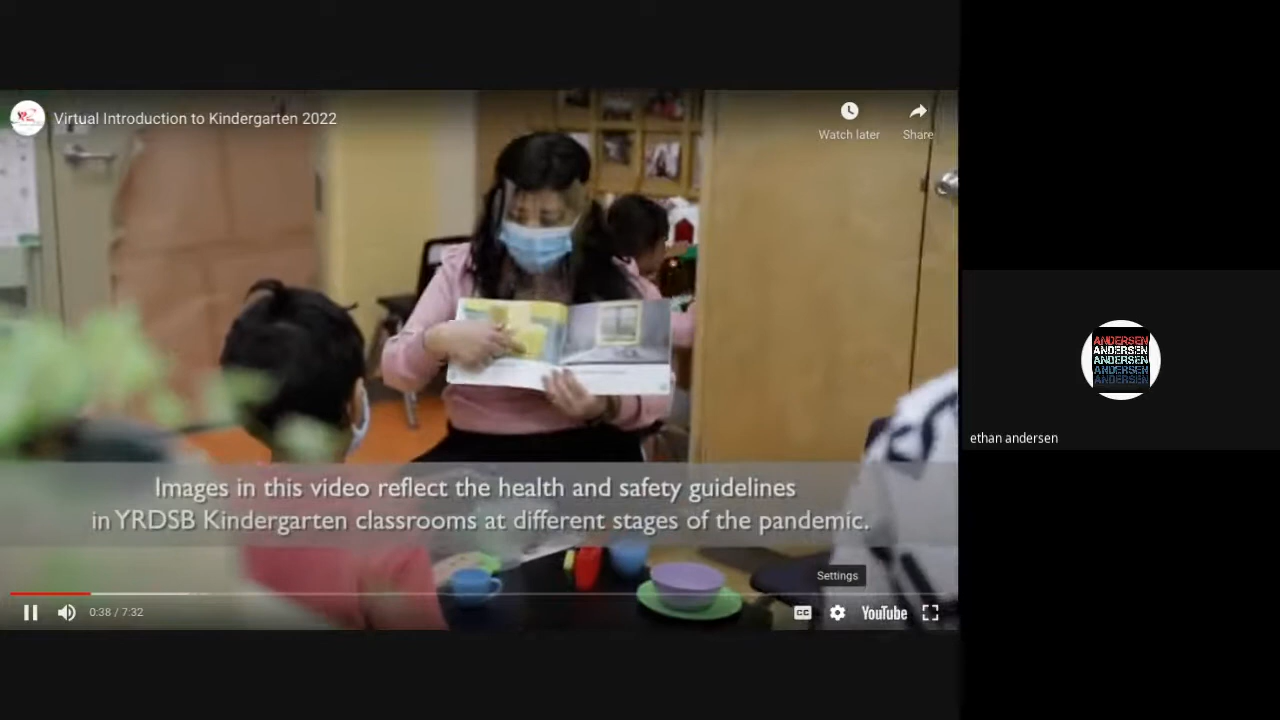 Virtual Introduction to Kindergarten 2022
Watch later
Share
Images in this video reflect the health and safety guidelines
in YRDSB Kindergarten classrooms at different stages of the pandemic.
Settings
0:38 / 7:32
CC
YouTube
ANDERSEN
ANDERSEN
ANDERSEN
ANDERSEN
ANDERSEN
ethan andersen